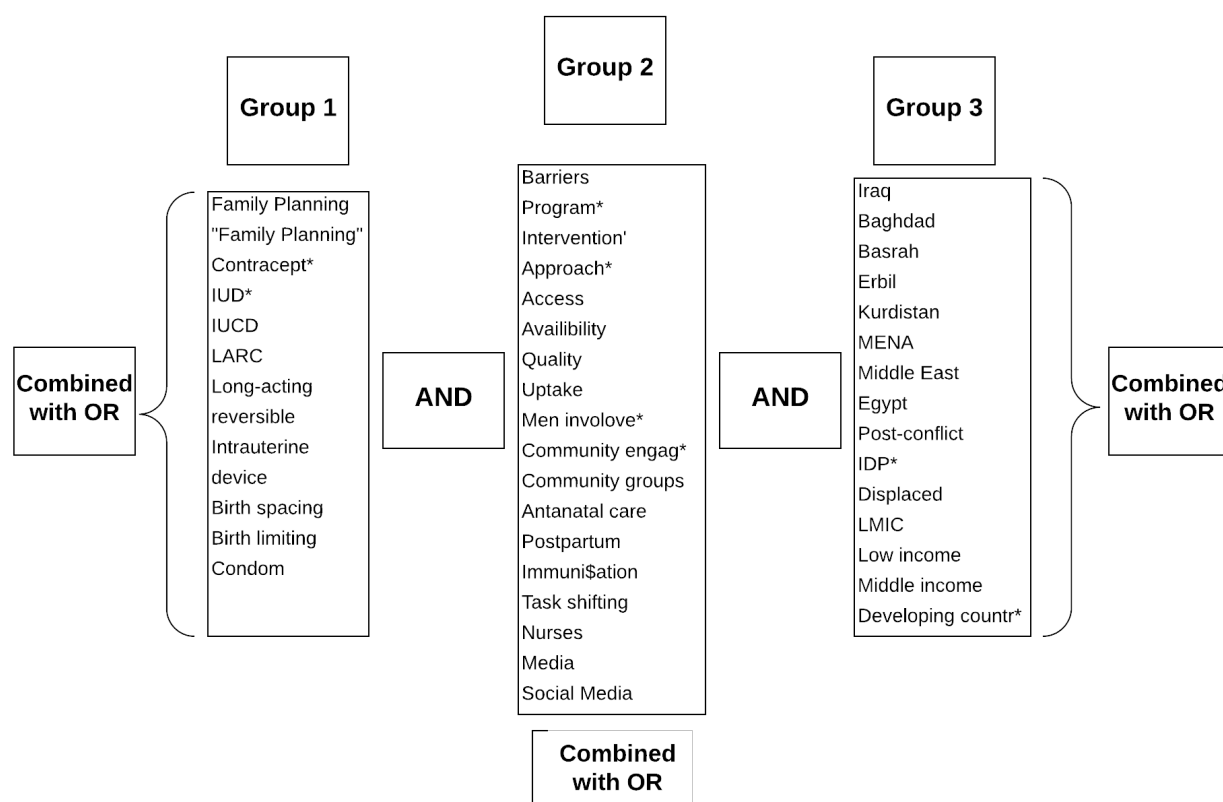 Group 1
Group 2
Group 3
Combined
with OR
Family Planning
"Family Planning"
Contracept*
IUD*
IUCD
LARC
Long-acting
reversible
Intrauterine
device
Birth spacing
Birth limiting
Condom
AND
Barriers
Program*
Intervention'
Approach*
Access
Availibility
Quality
Uptake
Men involove*
Community engag*
Community groups
Antanatal care
Postpartum
Immuni$ation
Task shifting
Nurses
Media
Social Media
Combined
with OR
AND
Iraq
Baghdad
Basrah
Erbil
Kurdistan
MENA
Middle East
Egypt
Post-conflict
IDP*
Displaced
LMIC
Low income
Middle income
Developing countr*
Combined
with OR